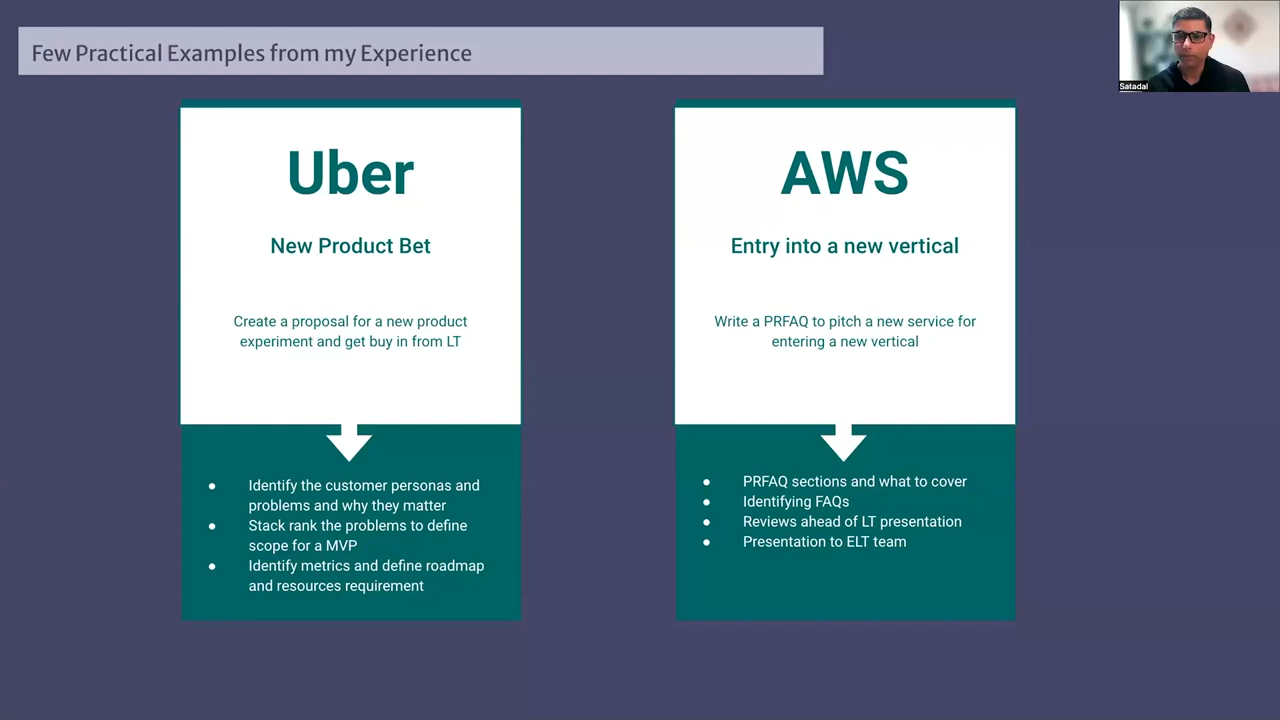 Few Practical Examples from my Experience
Satadal
Uber
New Product Bet
Create a proposal for a new product
experiment and get buy in from LT
● Identify the customer personas and
problems and why they matter
● Stack rank the problems to define
scope for a MVP
● Identify metrics and define roadmap
and resources requirement
AWS
Entry into a new vertical
Write a PRFAQ to pitch a new service for
entering a new vertical
● PRFAQ sections and what to cover
● Identifying FAQs
● Reviews ahead of LT presentation
● Presentation to ELT team